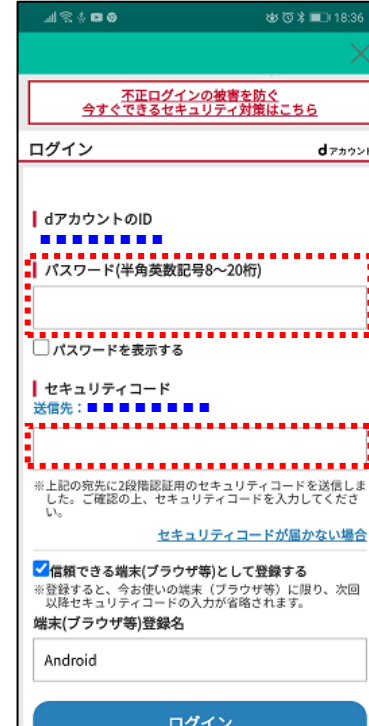 18:36
不正ログインの被害を防ぐ
今すぐできるセキュリティ対策はこちら
ログイン
dアカウント
dアカウントのID
パスワード(半角英数記号8〜20桁)
パスワードを表示する
セキュリティコード
送信先：
※上記の宛先に2段階認証用のセキュリティコードを送信しま
した。ご確認の上、セキュリティコードを入力してくださ
い。
セキュリティコードが届かない場合
信頼できる端末(ブラウザ等)として登録する
※登録すると、今お使いの端末（ブラウザ等）に限り、次回
以降セキュリティコードの入力が省略されます。
端末(ブラウザ等)登録名
Android
ログイン